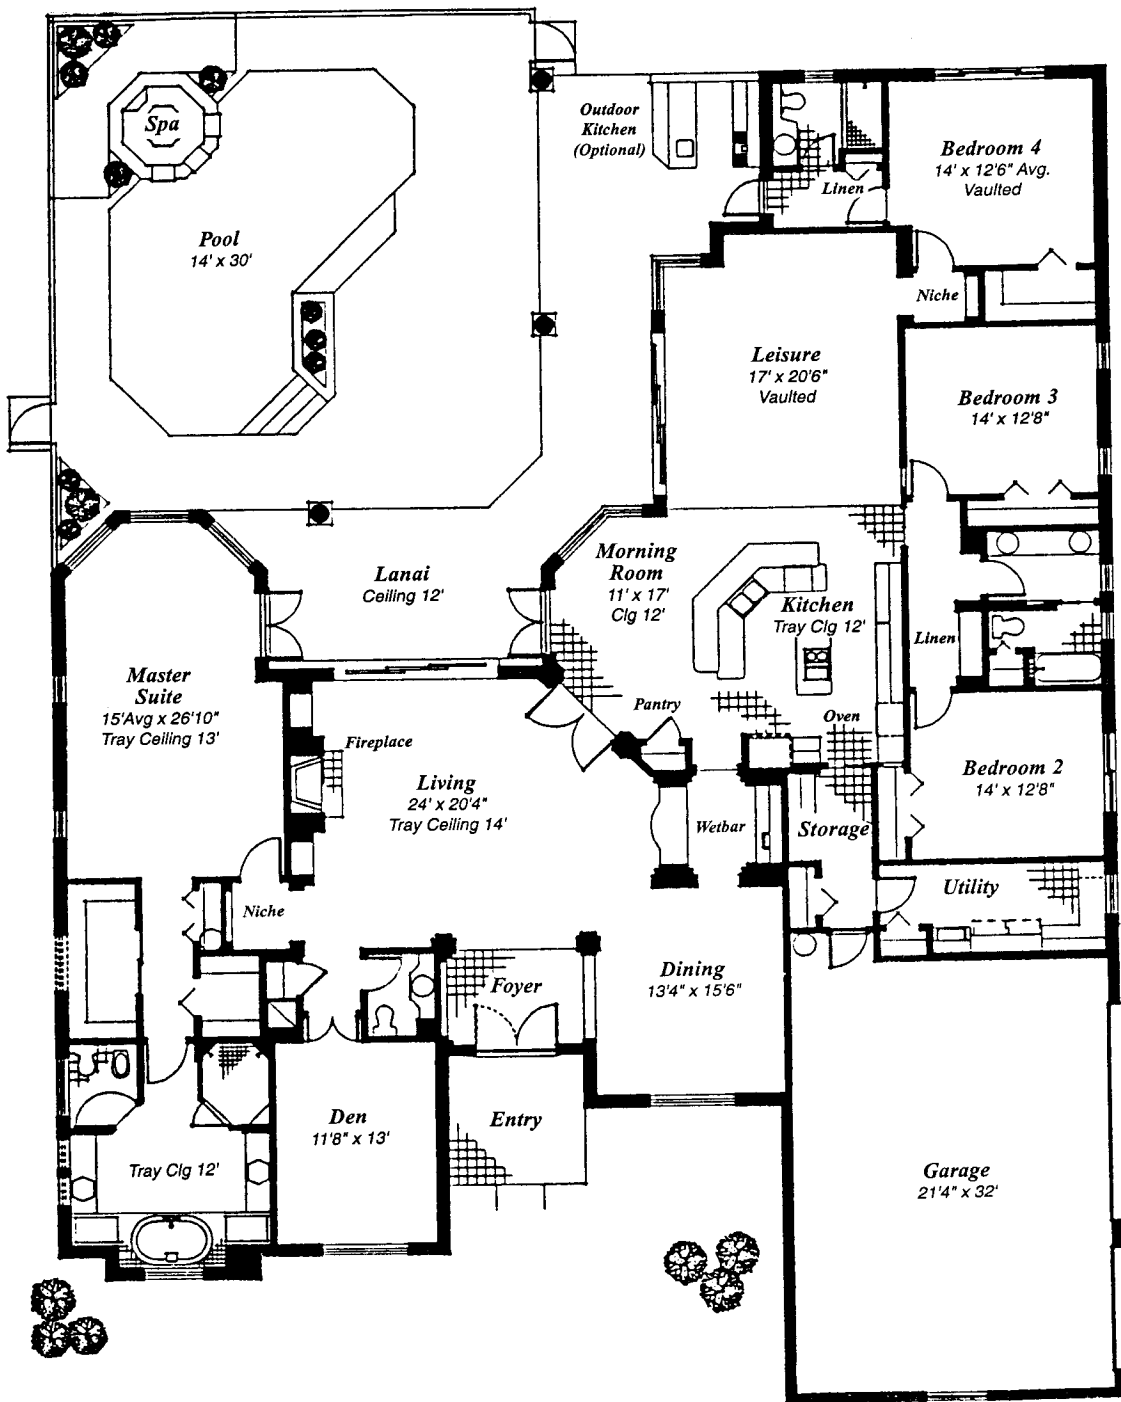 Spa
Outdoor
Kitchen
(Optional)
Linen
Bedroom 4
14' x 12'6" Avg.
Vaulted
Pool
14' x 30'
Niche
Leisure
17' x 20'6"
Vaulted
Bedroom 3
14' x 12'8"
Lanai
Ceiling 12'
Morning
Room
11' x 17'
Clg 12'
Kitchen
Tray Clg 12'
Linen
Master
Suite
15'Avg x 26'10"
Tray Ceiling 13'
Pantry
Oven
Fireplace
Living
24' x 20'4"
Tray Ceiling 14'
Bedroom 2
14' x 12'8"
Wetbar
Storage
Utility
Niche
Foyer
Dining
13'4" x 15'6"
Den
11'8" x 13'
Entry
Tray Clg 12'
Garage
21'4" x 32'